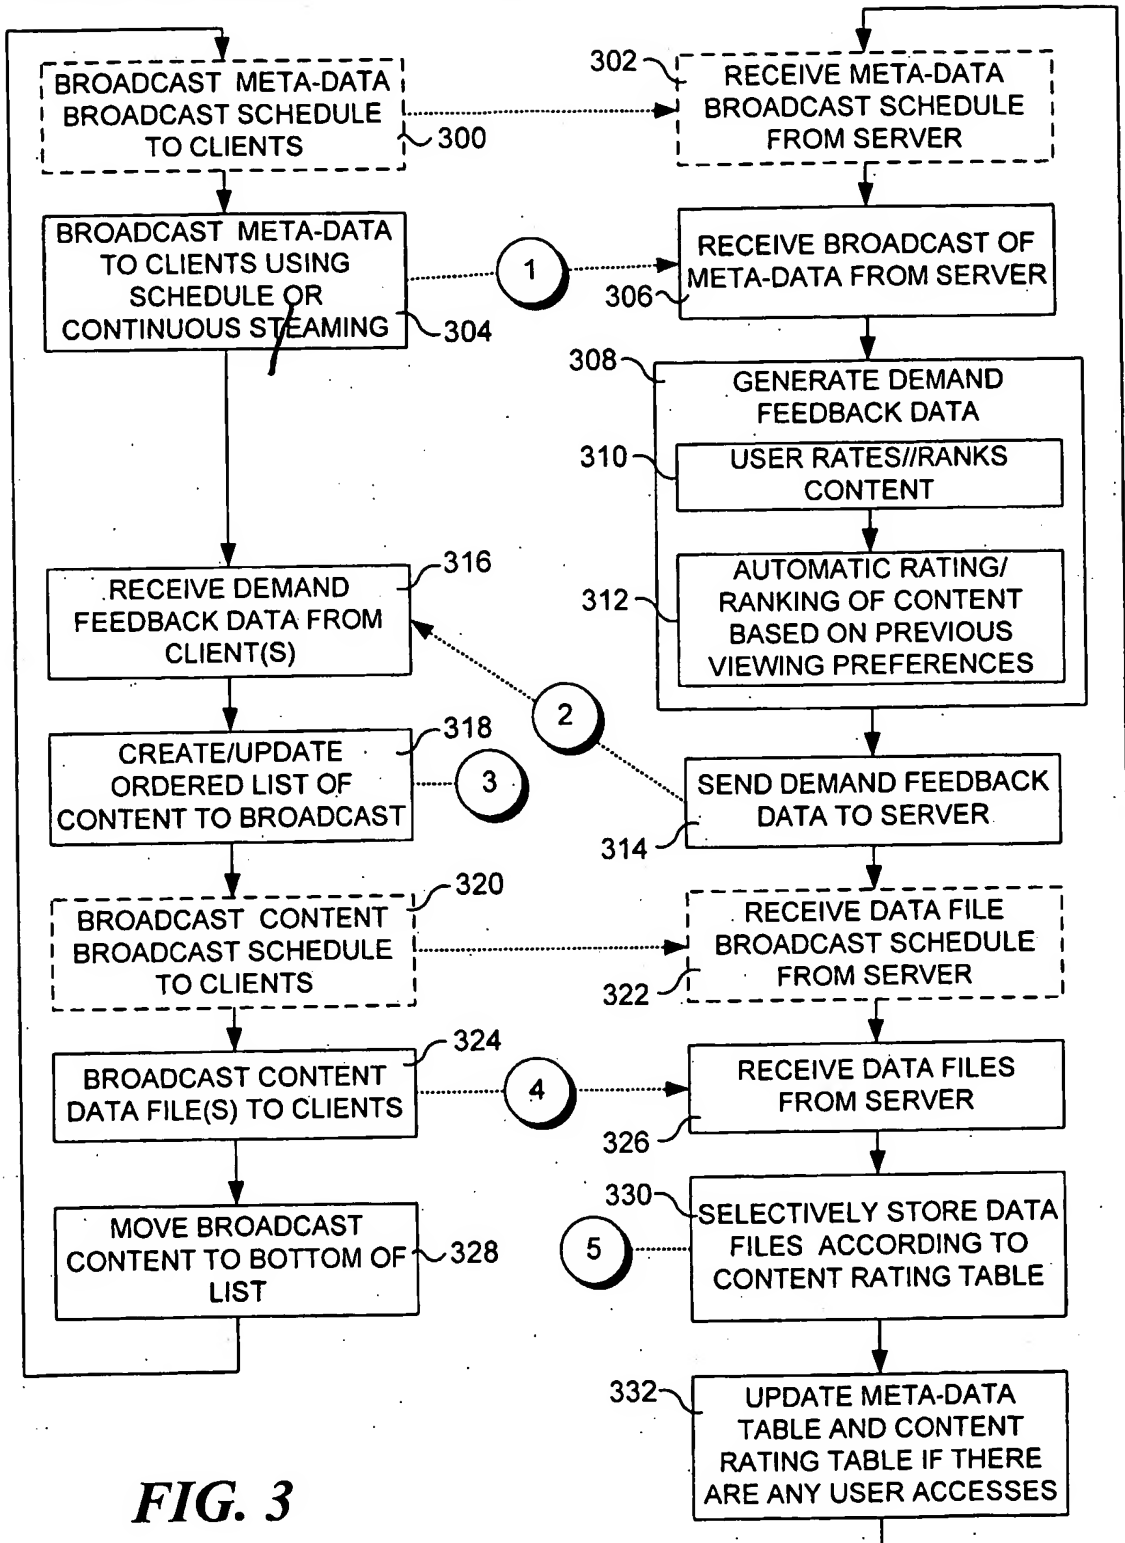 BROADCAST META-DATA
BROADCAST SCHEDULE
TO CLIENTS
300
302
RECEIVE META-DATA
BROADCAST SCHEDULE
FROM SERVER
BROADCAST META-DATA
TO CLIENTS USING
SCHEDULE OR
CONTINUOUS STEAMING
304
1
RECEIVE BROADCAST OF
META-DATA FROM SERVER
306
308
GENERATE DEMAND
FEEDBACK DATA
310
USER RATES//RANKS
CONTENT
312
AUTOMATIC RATING/
RANKING OF CONTENT
BASED ON PREVIOUS
VIEWING PREFERENCES
316
RECEIVE DEMAND
FEEDBACK DATA FROM
CLIENT(S)
2
318
CREATE/UPDATE
ORDERED LIST OF
CONTENT TO BROADCAST
3
SEND DEMAND FEEDBACK
DATA TO SERVER
314
320
BROADCAST CONTENT
BROADCAST SCHEDULE
TO CLIENTS
RECEIVE DATA FILE
BROADCAST SCHEDULE
FROM SERVER
322
324
BROADCAST CONTENT
DATA FILE(S) TO CLIENTS
4
RECEIVE DATA FILES
FROM SERVER
326
MOVE BROADCAST
CONTENT TO BOTTOM OF
LIST
328
330
5
SELECTIVELY STORE DATA
FILES ACCORDING TO
CONTENT RATING TABLE
332
UPDATE META-DATA
TABLE AND CONTENT
RATING TABLE IF THERE
ARE ANY USER ACCESSES
FIG. 3